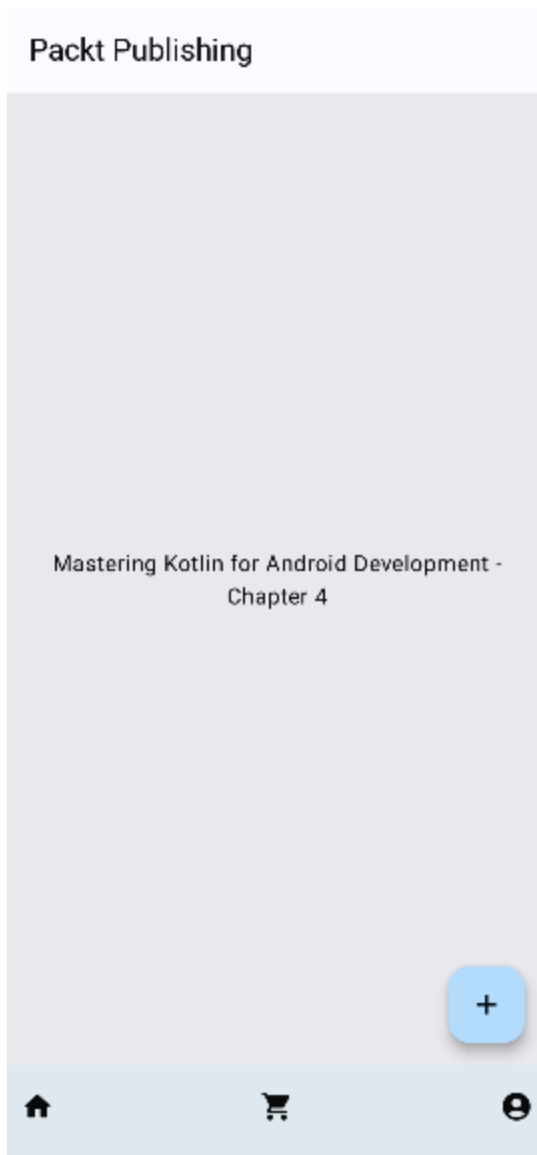 Packt Publishing
Mastering Kotlin for Android Development -
Chapter 4
+